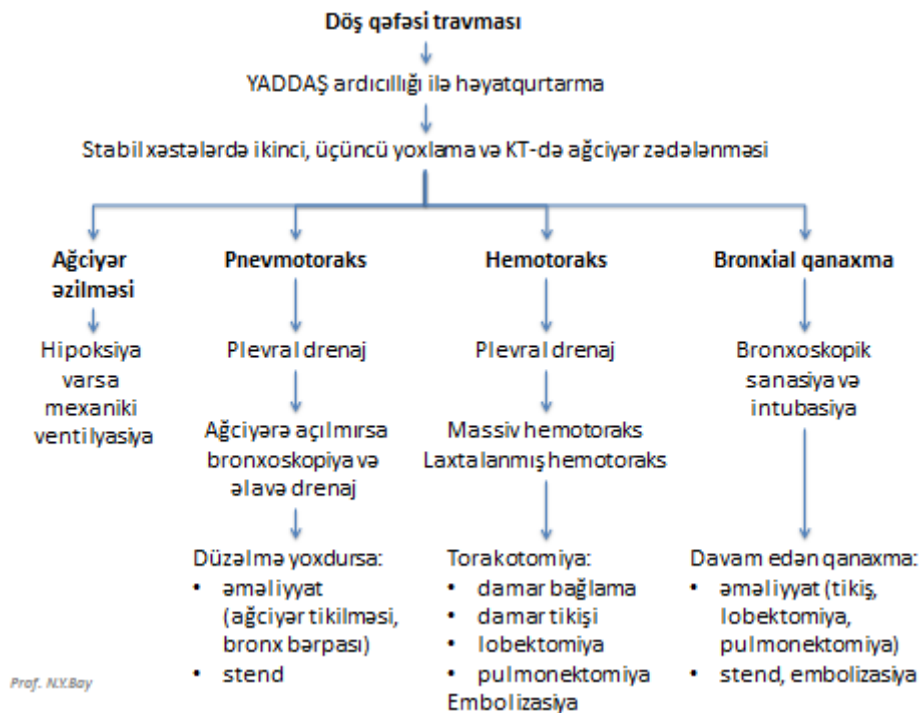 Döş qəfəsi travması
YADDAŞ ardıcıllığı ilə həyatqurtarma
Stabil xəstələrdə ikinci, üçüncü yoxlama və KT-də ağciyər zədələnməsi
Ağciyər
əzilməsi
Hipoksiya
varsa
mexaniki
ventilyasiya
Pnevmotoraks
Plevral drenaj
Ağciyərə açılmırsa
bronxoskopiya və
əlavə drenaj
Düzəlmə yoxdursa:
• əməliyyat
(ağciyər tikilməsi,
bronx bərpası)
• stend
Hemotoraks
Plevral drenaj
Massiv hemotoraks
Laxtalanmış hemotoraks
Torakotomiya:
• damar bağlama
• damar tikişi
• lobektomiya
• pulmonektomiya
Embolizasiya
Bronxial qanaxma
Bronxoskopik
sanasiya və
intubasiya
Davam edən qanaxma:
• əməliyyat (tikiş,
lobektomiya,
pulmonektomiya)
• stend, embolizasiya
Prof. N.Y.Bay